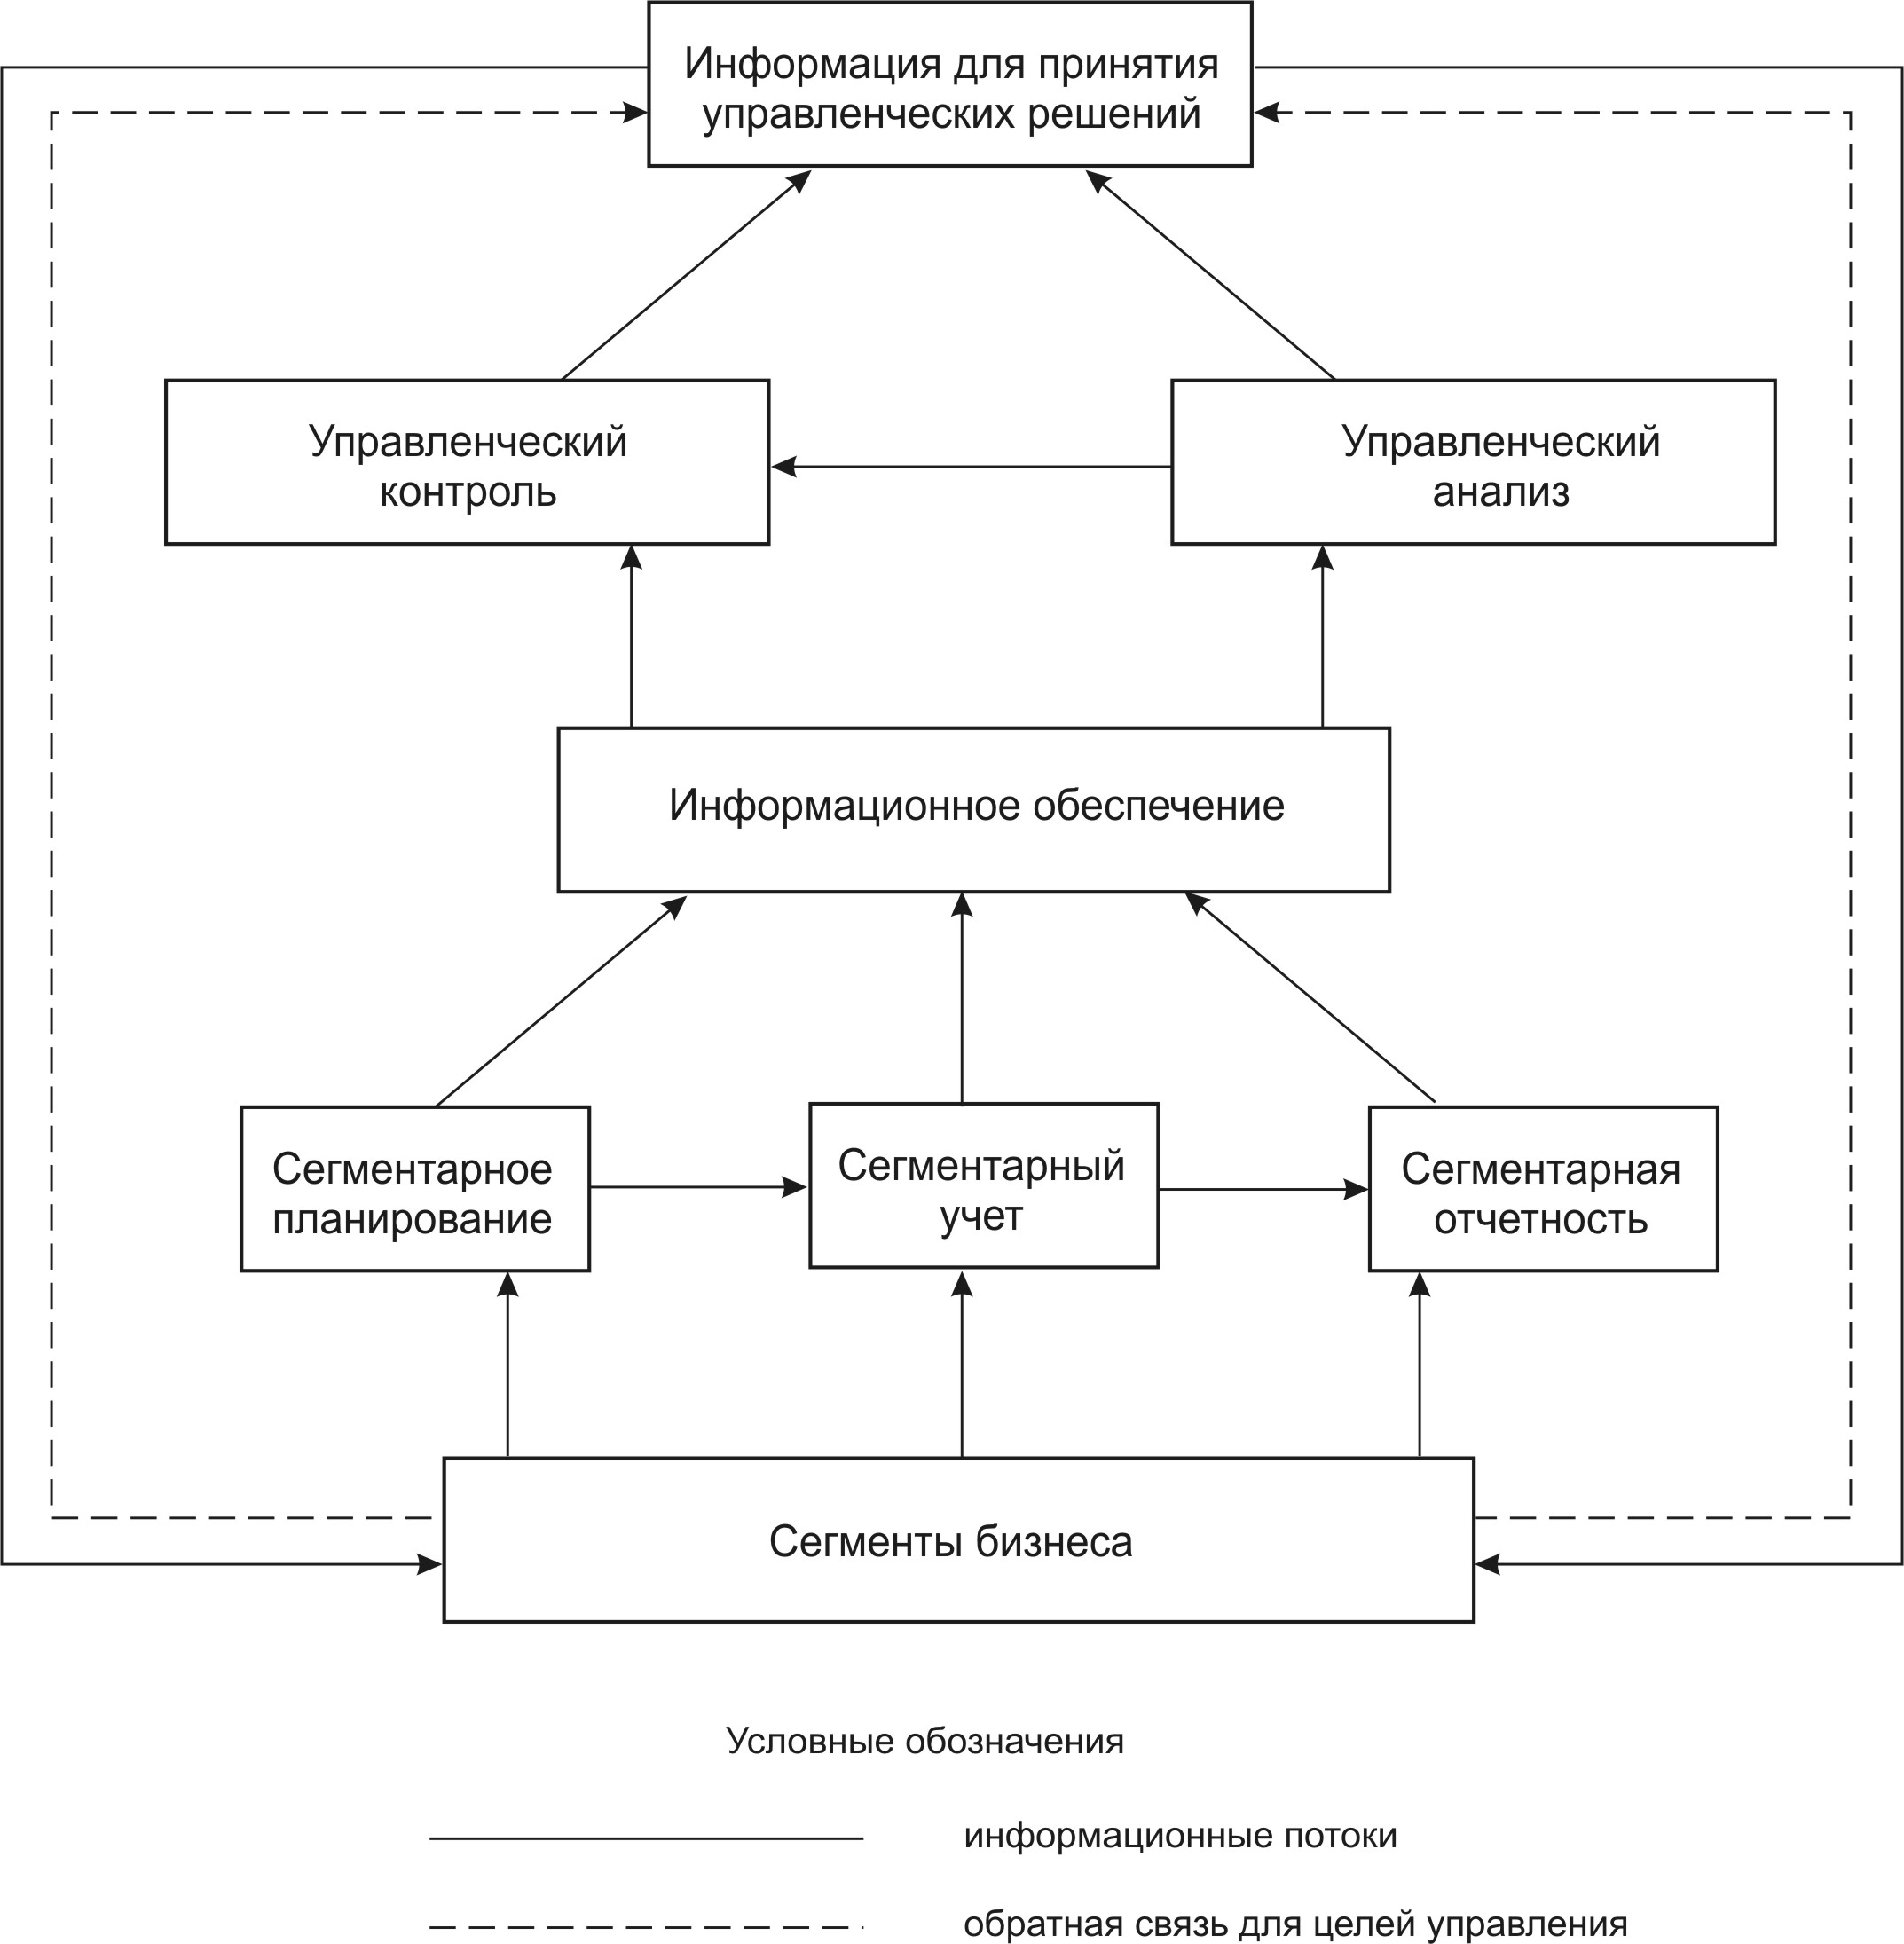 Информация для принятия
управленческих решений
Управленческий
контроль
Управленческий
анализ
Информационное обеспечение
Сегментарное
планирование
Сегментарный
учет
Сегментарная
отчетность
Сегменты бизнеса
Условные обозначения
информационные потоки
обратная связь для целей управления